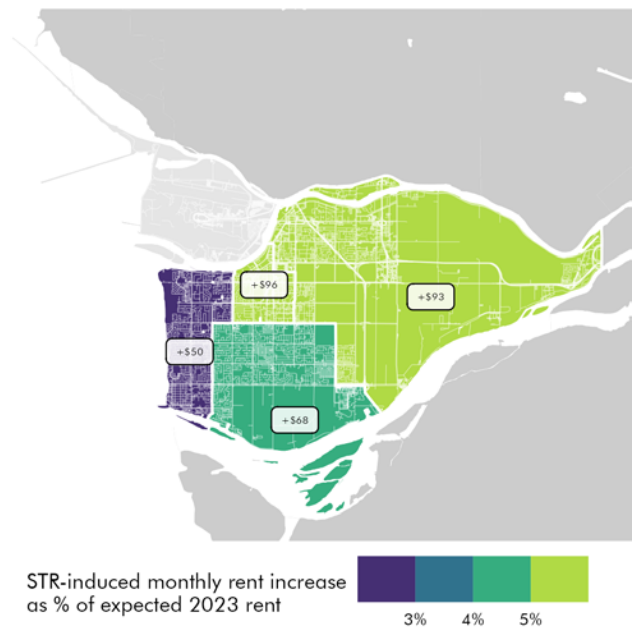 +$96
+$93
+$50
+$68
STR-induced monthly rent increase
as % of expected 2023 rent
3% 4% 5%